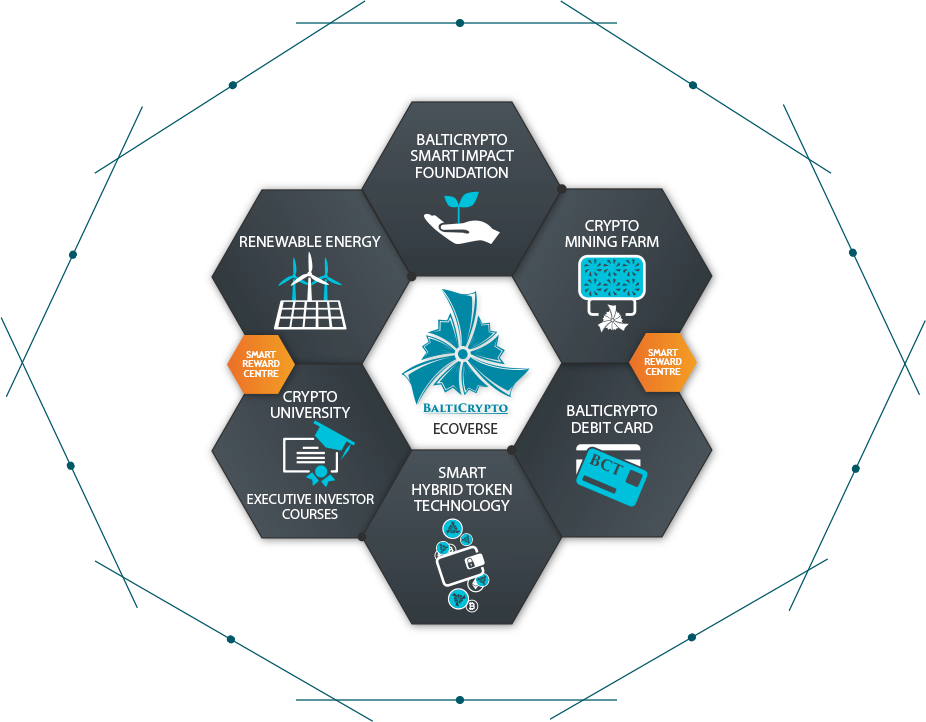 BALTICRYPTO
SMART IMPACT
FOUNDATION
RENEWABLE ENERGY
CRYPTO
MINING FARM
SMART
REWARD
CENTRE
SMART
REWARD
CENTRE
BALTICRYPTO
ECOVERSE
CRYPTO
UNIVERSITY
EXECUTIVE INVESTOR
COURSES
BALTICRYPTO
DEBIT CARD
BCT
SMART
HYBRID TOKEN
TECHNOLOGY